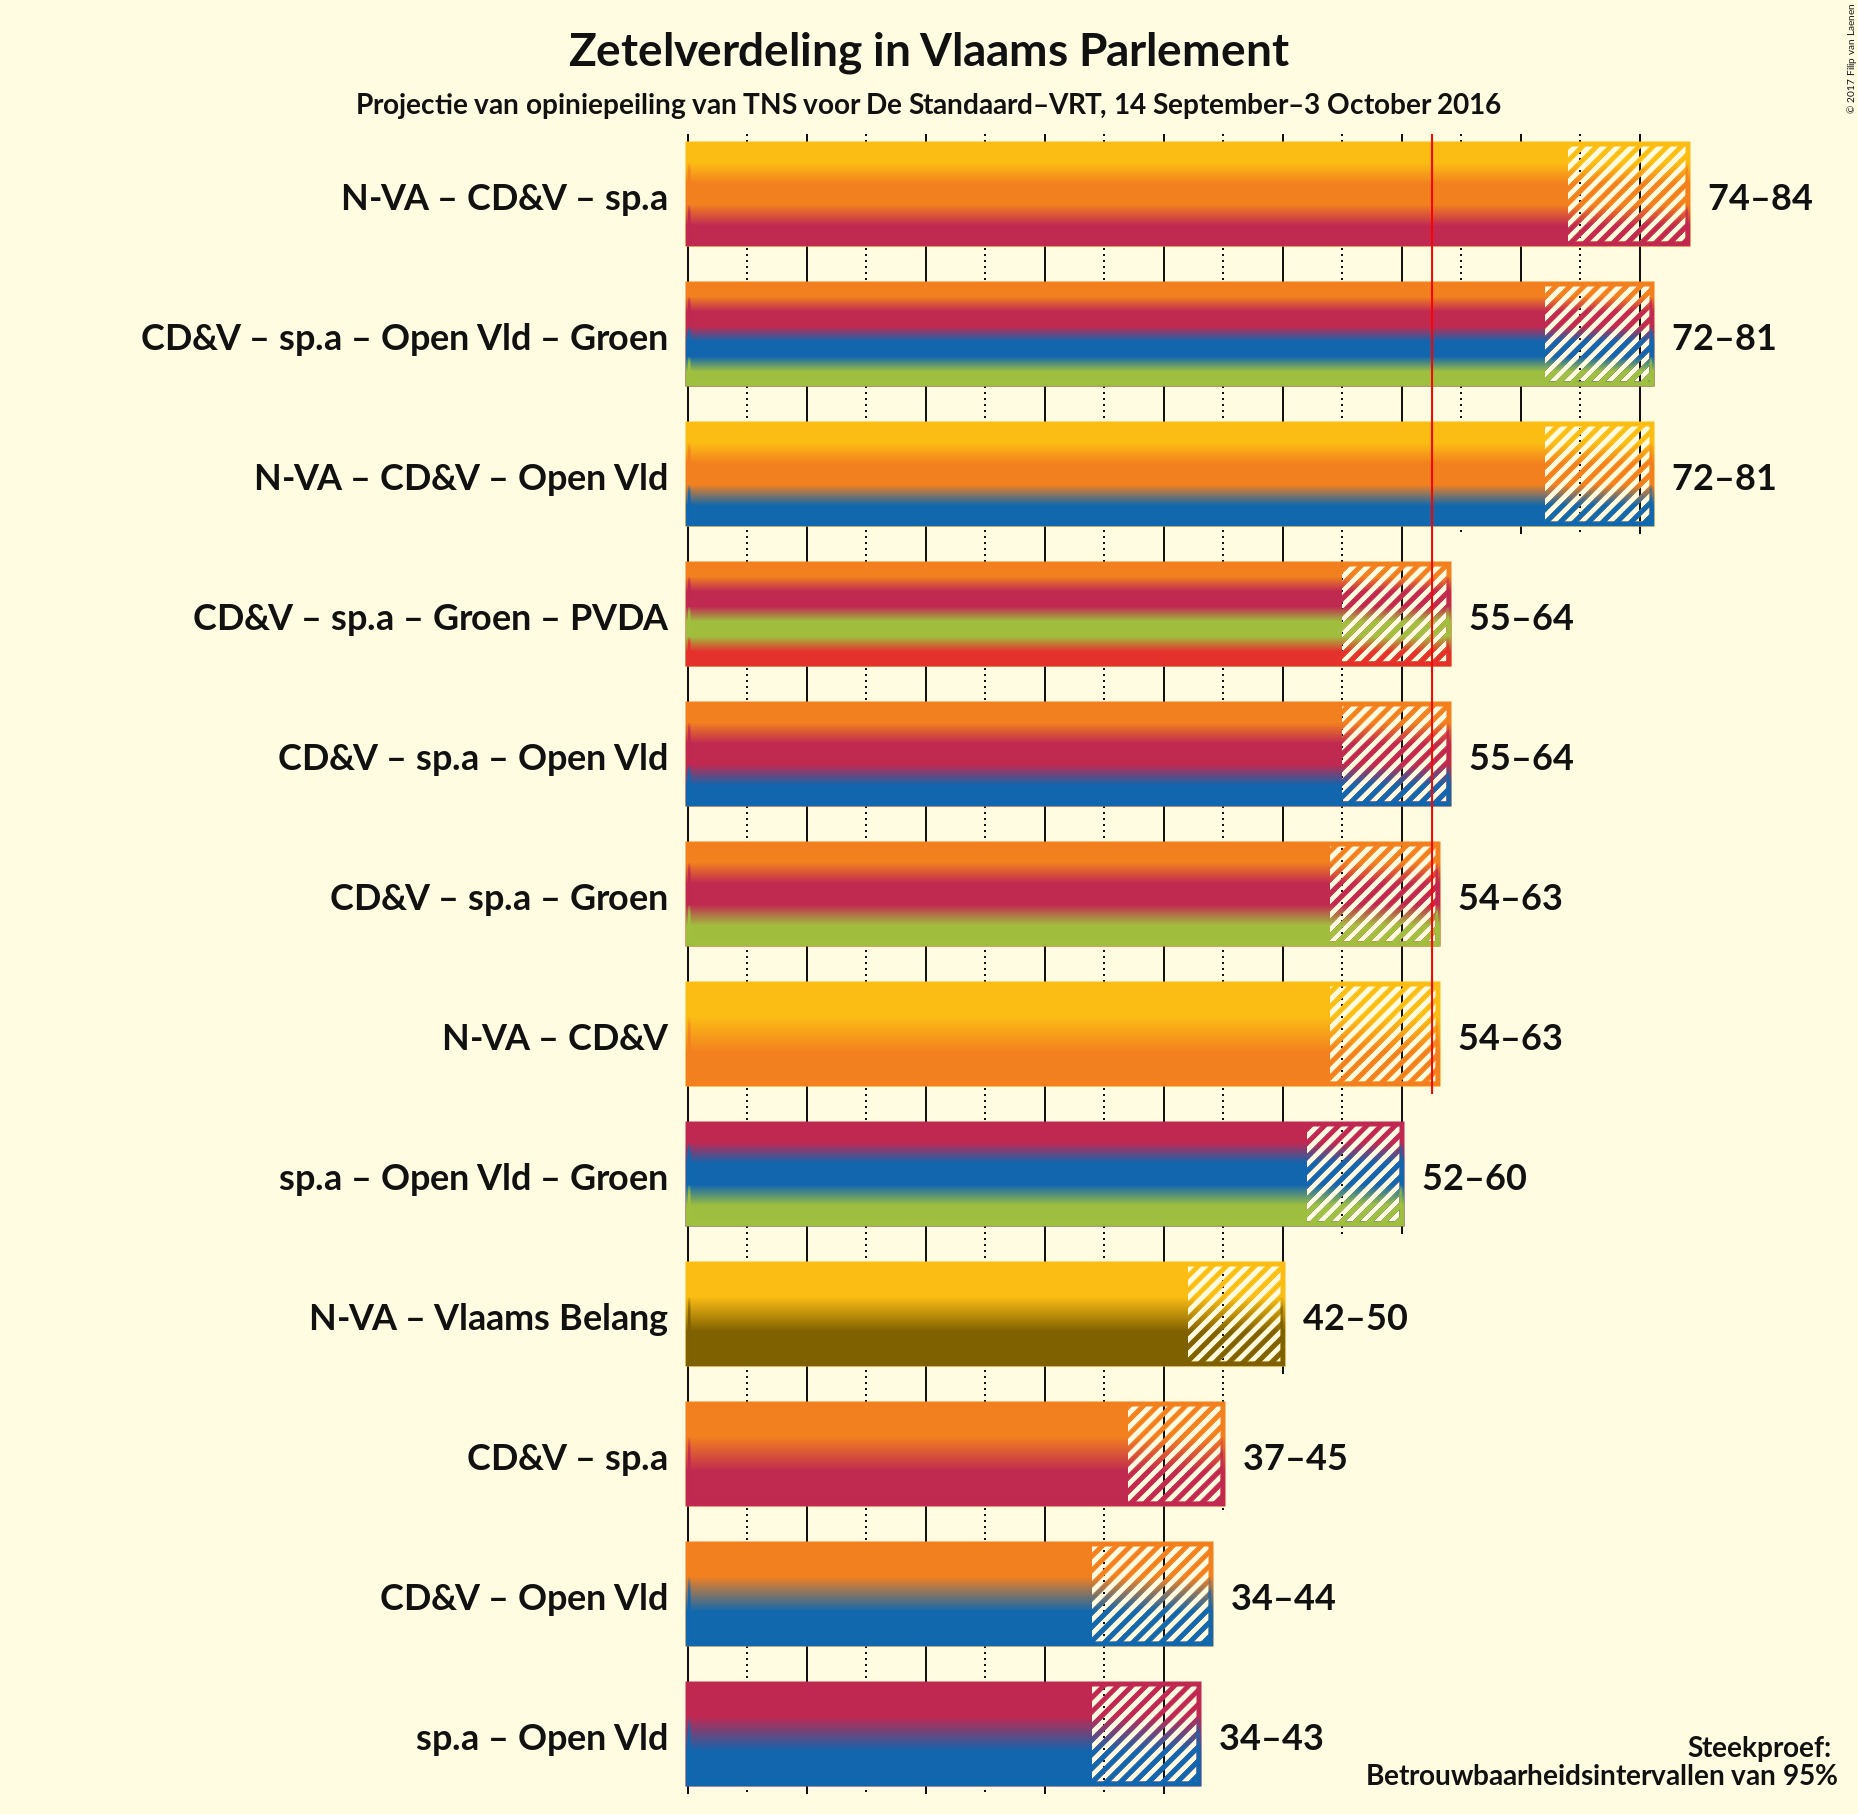 Zetelverdeling in Vlaams Parlement
Projectie van opiniepeiling van TNS voor De Standaard–VRT, 14 September–3 October 2016
© 2017 Filip van Laenen
N-VA – CD&V – sp.a 74–84
CD&V – sp.a – Open Vld – Groen 72–81
N-VA – CD&V – Open Vld 72–81
CD&V – sp.a – Groen – PVDA 55–64
CD&V – sp.a – Open Vld 55–64
CD&V – sp.a – Groen 54–63
N-VA – CD&V 54–63
sp.a – Open Vld – Groen 52–60
N-VA – Vlaams Belang 42–50
CD&V – sp.a 37–45
CD&V – Open Vld 34–44
sp.a – Open Vld 34–43
Steekproef:
Betrouwbaarheidsintervallen van 95%